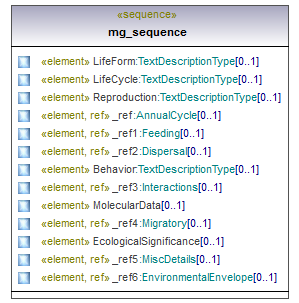 «sequence»
mg_sequence
«element» LifeForm:TextDescriptionType[0..1]
«element» LifeCycle:TextDescriptionType[0..1]
«element» Reproduction:TextDescriptionType[0..1]
«element, ref» _ref:AnnualCycle[0..1]
«element, ref» _ref1:Feeding[0..1]
«element, ref» _ref2:Dispersal[0..1]
«element» Behavior:TextDescriptionType[0..1]
«element, ref» _ref3:Interactions[0..1]
«element» MolecularData[0..1]
«element, ref» _ref4:Migratory[0..1]
«element» EcologicalSignificance[0..1]
«element, ref» _ref5:MiscDetails[0..1]
«element, ref» _ref6:EnvironmentalEnvelope[0..1]